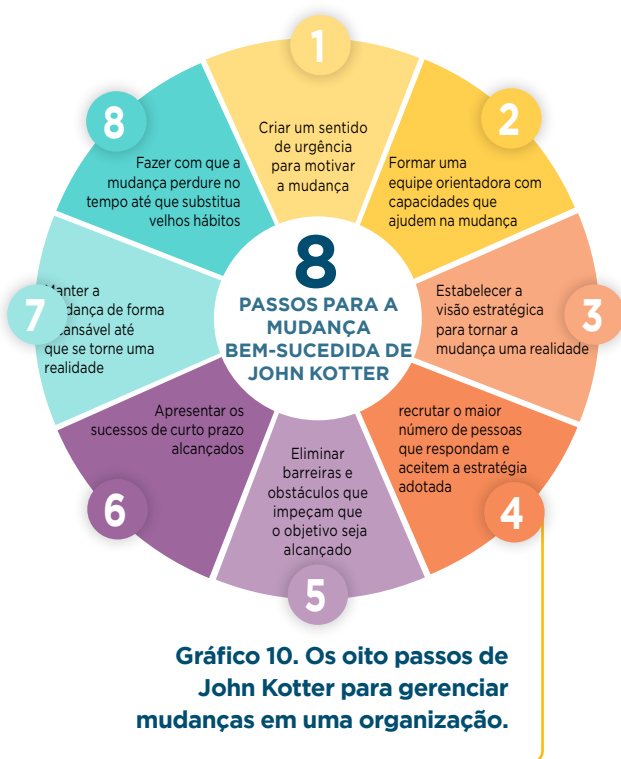 1
Criar um sentido
de urgência
para motivar
a mudança
2
Formar uma
equipe orientadora com
capacidades que
ajudem na mudança
3
Estabelecer a
visão estratégica
para tornar a
mudança uma realidade
4
recrutar o maior
número de pessoas
que respondam e
aceitem a estratégia
adotada
5
Eliminar
barreiras e
obstáculos que
impeçam que
o objetivo seja
alcançado
6
Apresentar os
sucessos de curto prazo
alcançados
7
a
de forma
até
que se torne uma
realidade
8
Fazer com que a
mudança perdure no
tempo até que substitua
velhos hábitos
8
PASSOS PARA A
MUDANÇA
BEM-SUCEDIDA DE
JOHN KOTTER
Gráfico 10. Os oito passos de
John Kotter para gerenciar
mudanças em uma organização.